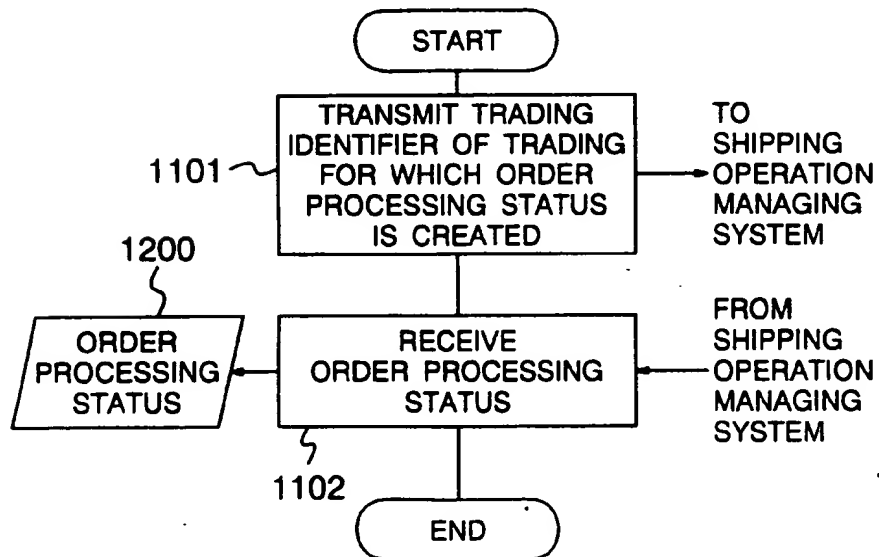 START
TRANSMIT TRADING
IDENTIFIER OF TRADING
FOR WHICH ORDER
PROCESSING STATUS
IS CREATED
1101
TO
SHIPPING
OPERATION
MANAGING
SYSTEM
1200
ORDER
PROCESSING
STATUS
RECEIVE
ORDER PROCESSING
STATUS
1102
FROM
SHIPPING
OPERATION
MANAGING
SYSTEM
END